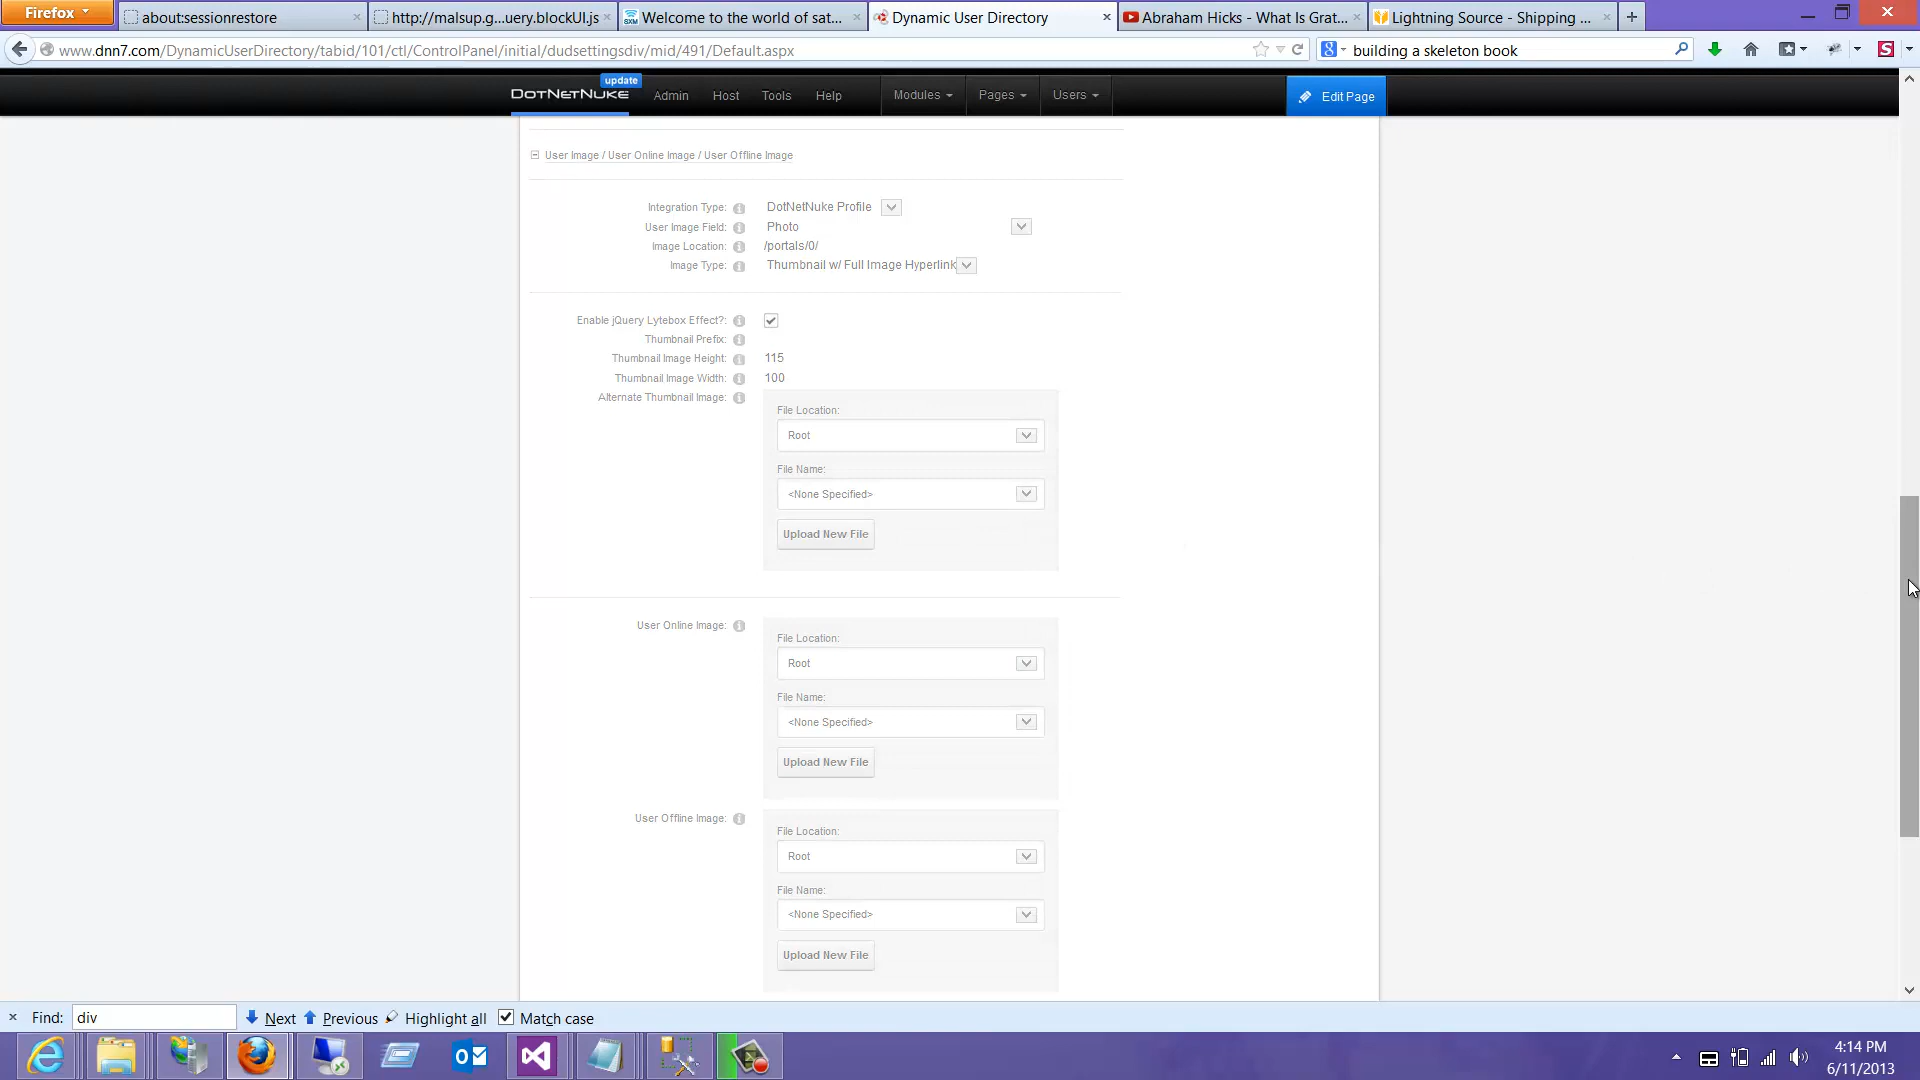 Firefox
about:sessionrestore
http://malsup.g...uery.blockUI.js
Welcome to the world of sat...
Dynamic User Directory
Abraham Hicks - What Is Grat...
Lightning Source - Shipping ...
www.dnn7.com/DynamicUserDirectory/tabid/101/ctl/ControlPanel/initial/dudsettingsdiv/mid/491/Default.aspx
building a skeleton book
update
DOTNETNUKE
Admin
Host
Tools
Help
Modules
Pages
Users
Edit Page
User Image / User Online Image / User Offline Image
Integration Type: DotNetNuke Profile
User Image Field: Photo
Image Location: /portals/0/
Image Type: Thumbnail w/ Full Image Hyperlink
Enable jQuery Lytebox Effect?:
Thumbnail Prefix:
Thumbnail Image Height: 115
Thumbnail Image Width: 100
Alternate Thumbnail Image:
File Location:
Root
File Name:
<None Specified>
Upload New File
User Online Image:
File Location:
Root
File Name:
<None Specified>
Upload New File
User Offline Image:
File Location:
Root
File Name:
<None Specified>
Upload New File
Find: div Next Previous Highlight all Match case
4:14 PM
6/11/2013